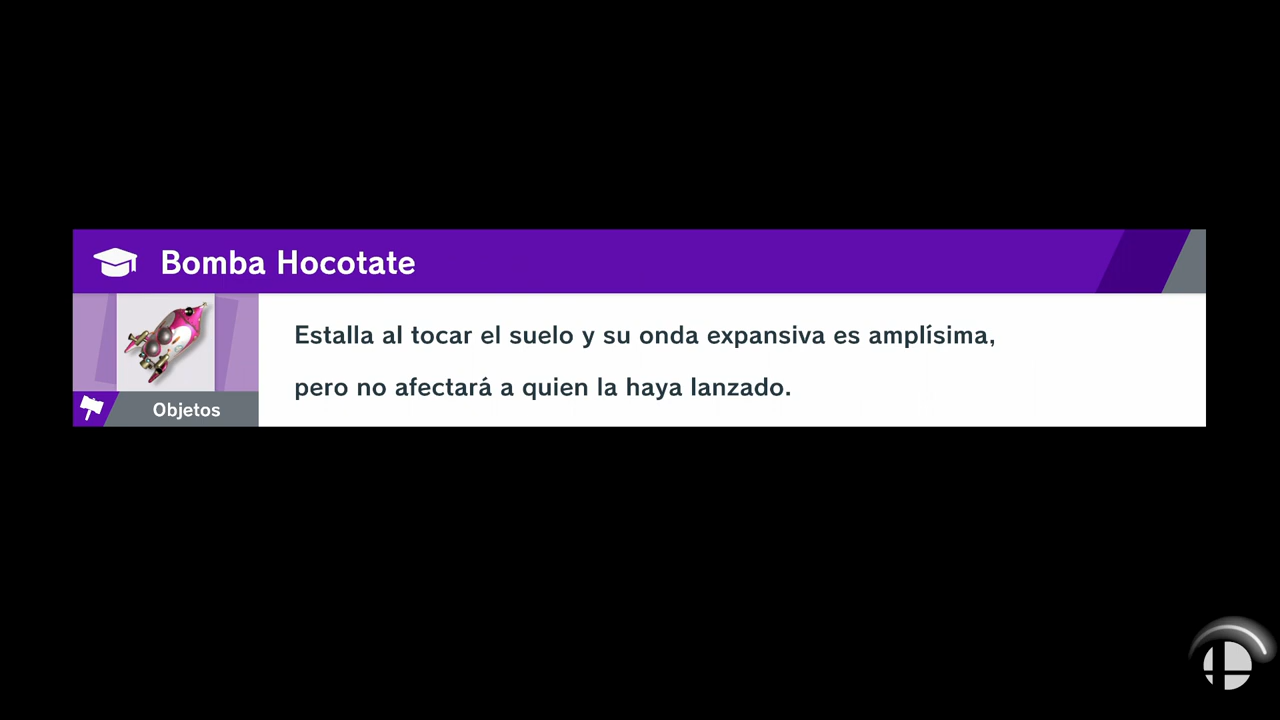 Bomba Hocotate
Estalla al tocar el suelo y su onda expansiva es amplísima,
pero no afectará a quien la haya lanzado.
Objetos